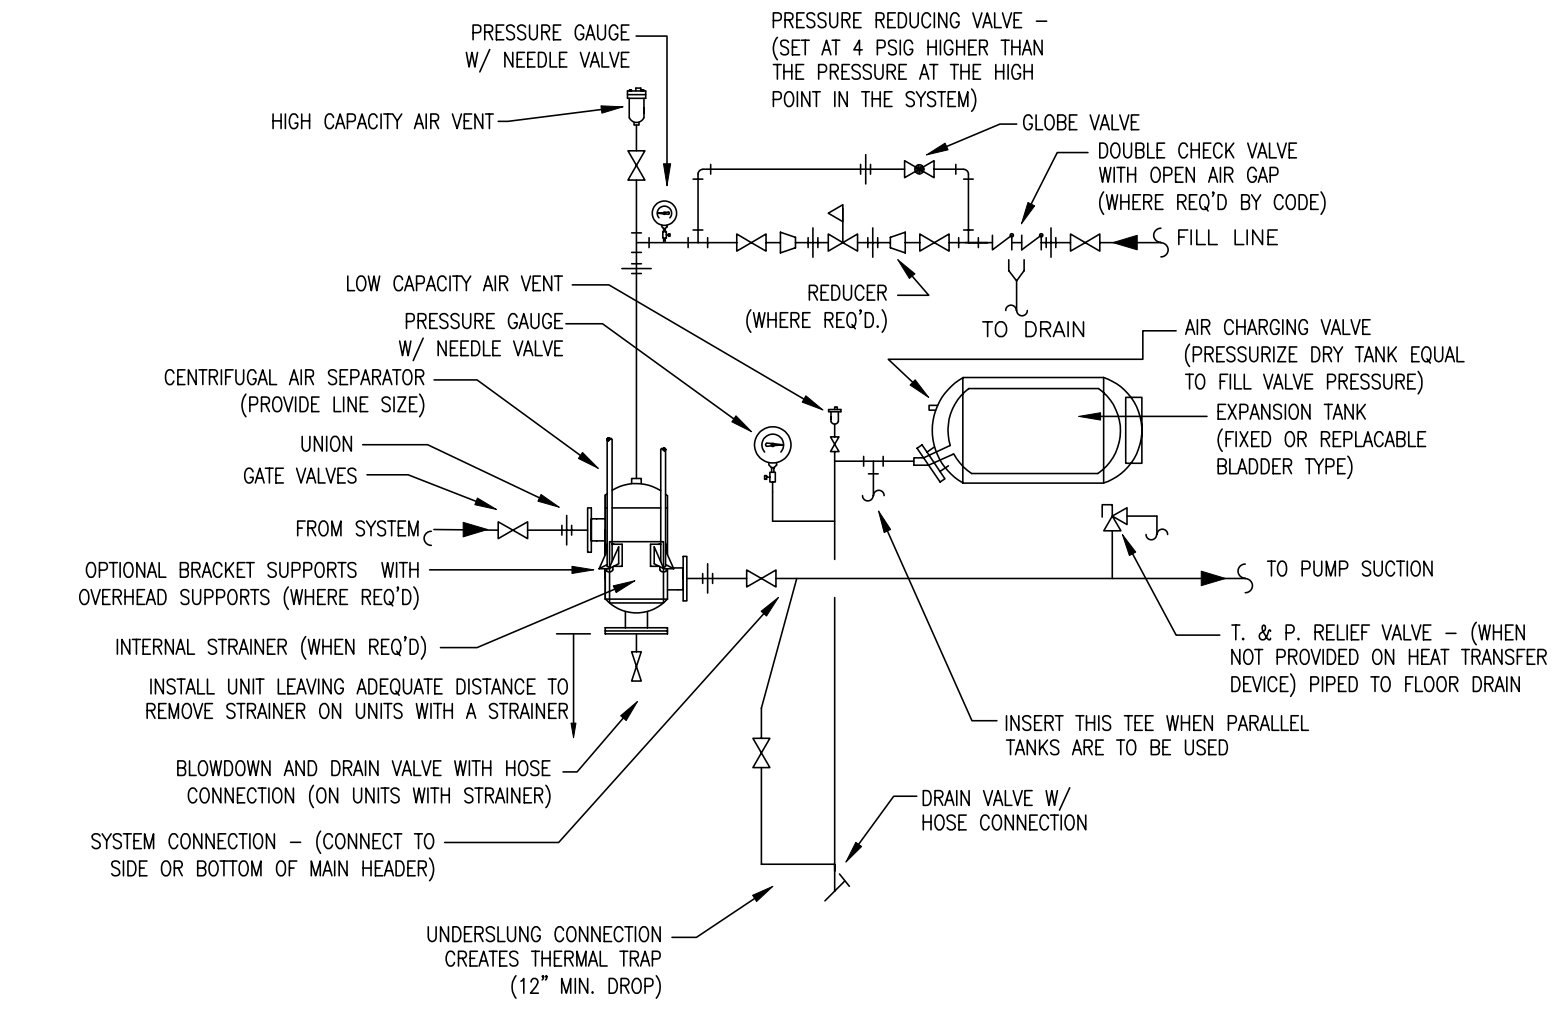 PRESSURE GAUGE
W/ NEEDLE VALVE
PRESSURE REDUCING VALVE –
(SET AT 4 PSIG HIGHER THAN
THE PRESSURE AT THE HIGH
POINT IN THE SYSTEM)
HIGH CAPACITY AIR VENT
GLOBE VALVE
DOUBLE CHECK VALVE
WITH OPEN AIR GAP
(WHERE REQ'D BY CODE)
FILL LINE
LOW CAPACITY AIR VENT
REDUCER
(WHERE REQ'D.)
TO DRAIN
PRESSURE GAUGE
W/ NEEDLE VALVE
AIR CHARGING VALVE
(PRESSURIZE DRY TANK EQUAL
TO FILL VALVE PRESSURE)
CENTRIFUGAL AIR SEPARATOR
(PROVIDE LINE SIZE)
EXPANSION TANK
(FIXED OR REPLACABLE
BLADDER TYPE)
UNION
GATE VALVES
FROM SYSTEM
OPTIONAL BRACKET SUPPORTS WITH
OVERHEAD SUPPORTS (WHERE REQ'D)
TO PUMP SUCTION
INTERNAL STRAINER (WHEN REQ'D)
T. & P. RELIEF VALVE – (WHEN
NOT PROVIDED ON HEAT TRANSFER
DEVICE) PIPED TO FLOOR DRAIN
INSTALL UNIT LEAVING ADEQUATE DISTANCE TO
REMOVE STRAINER ON UNITS WITH A STRAINER
INSERT THIS TEE WHEN PARALLEL
TANKS ARE TO BE USED
BLOWDOWN AND DRAIN VALVE WITH HOSE
CONNECTION (ON UNITS WITH STRAINER)
DRAIN VALVE W/
HOSE CONNECTION
SYSTEM CONNECTION – (CONNECT TO
SIDE OR BOTTOM OF MAIN HEADER)
UNDERSLUNG CONNECTION
CREATES THERMAL TRAP
(12" MIN. DROP)